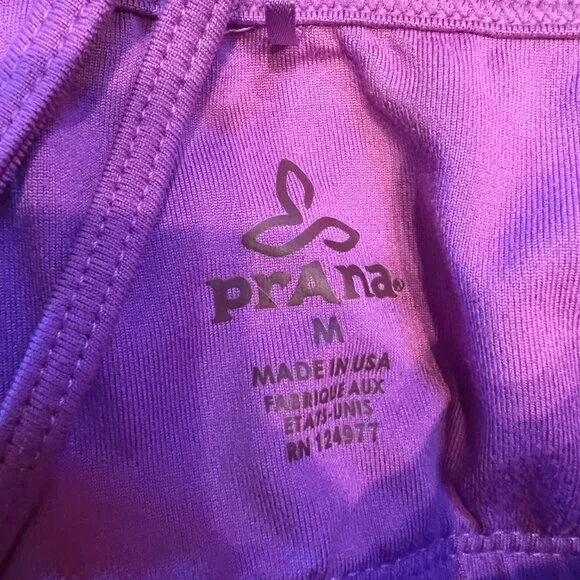 prAna®
M
MADE IN USA
FABRIQUE AUX
ETATS-UNIS
RN 124977